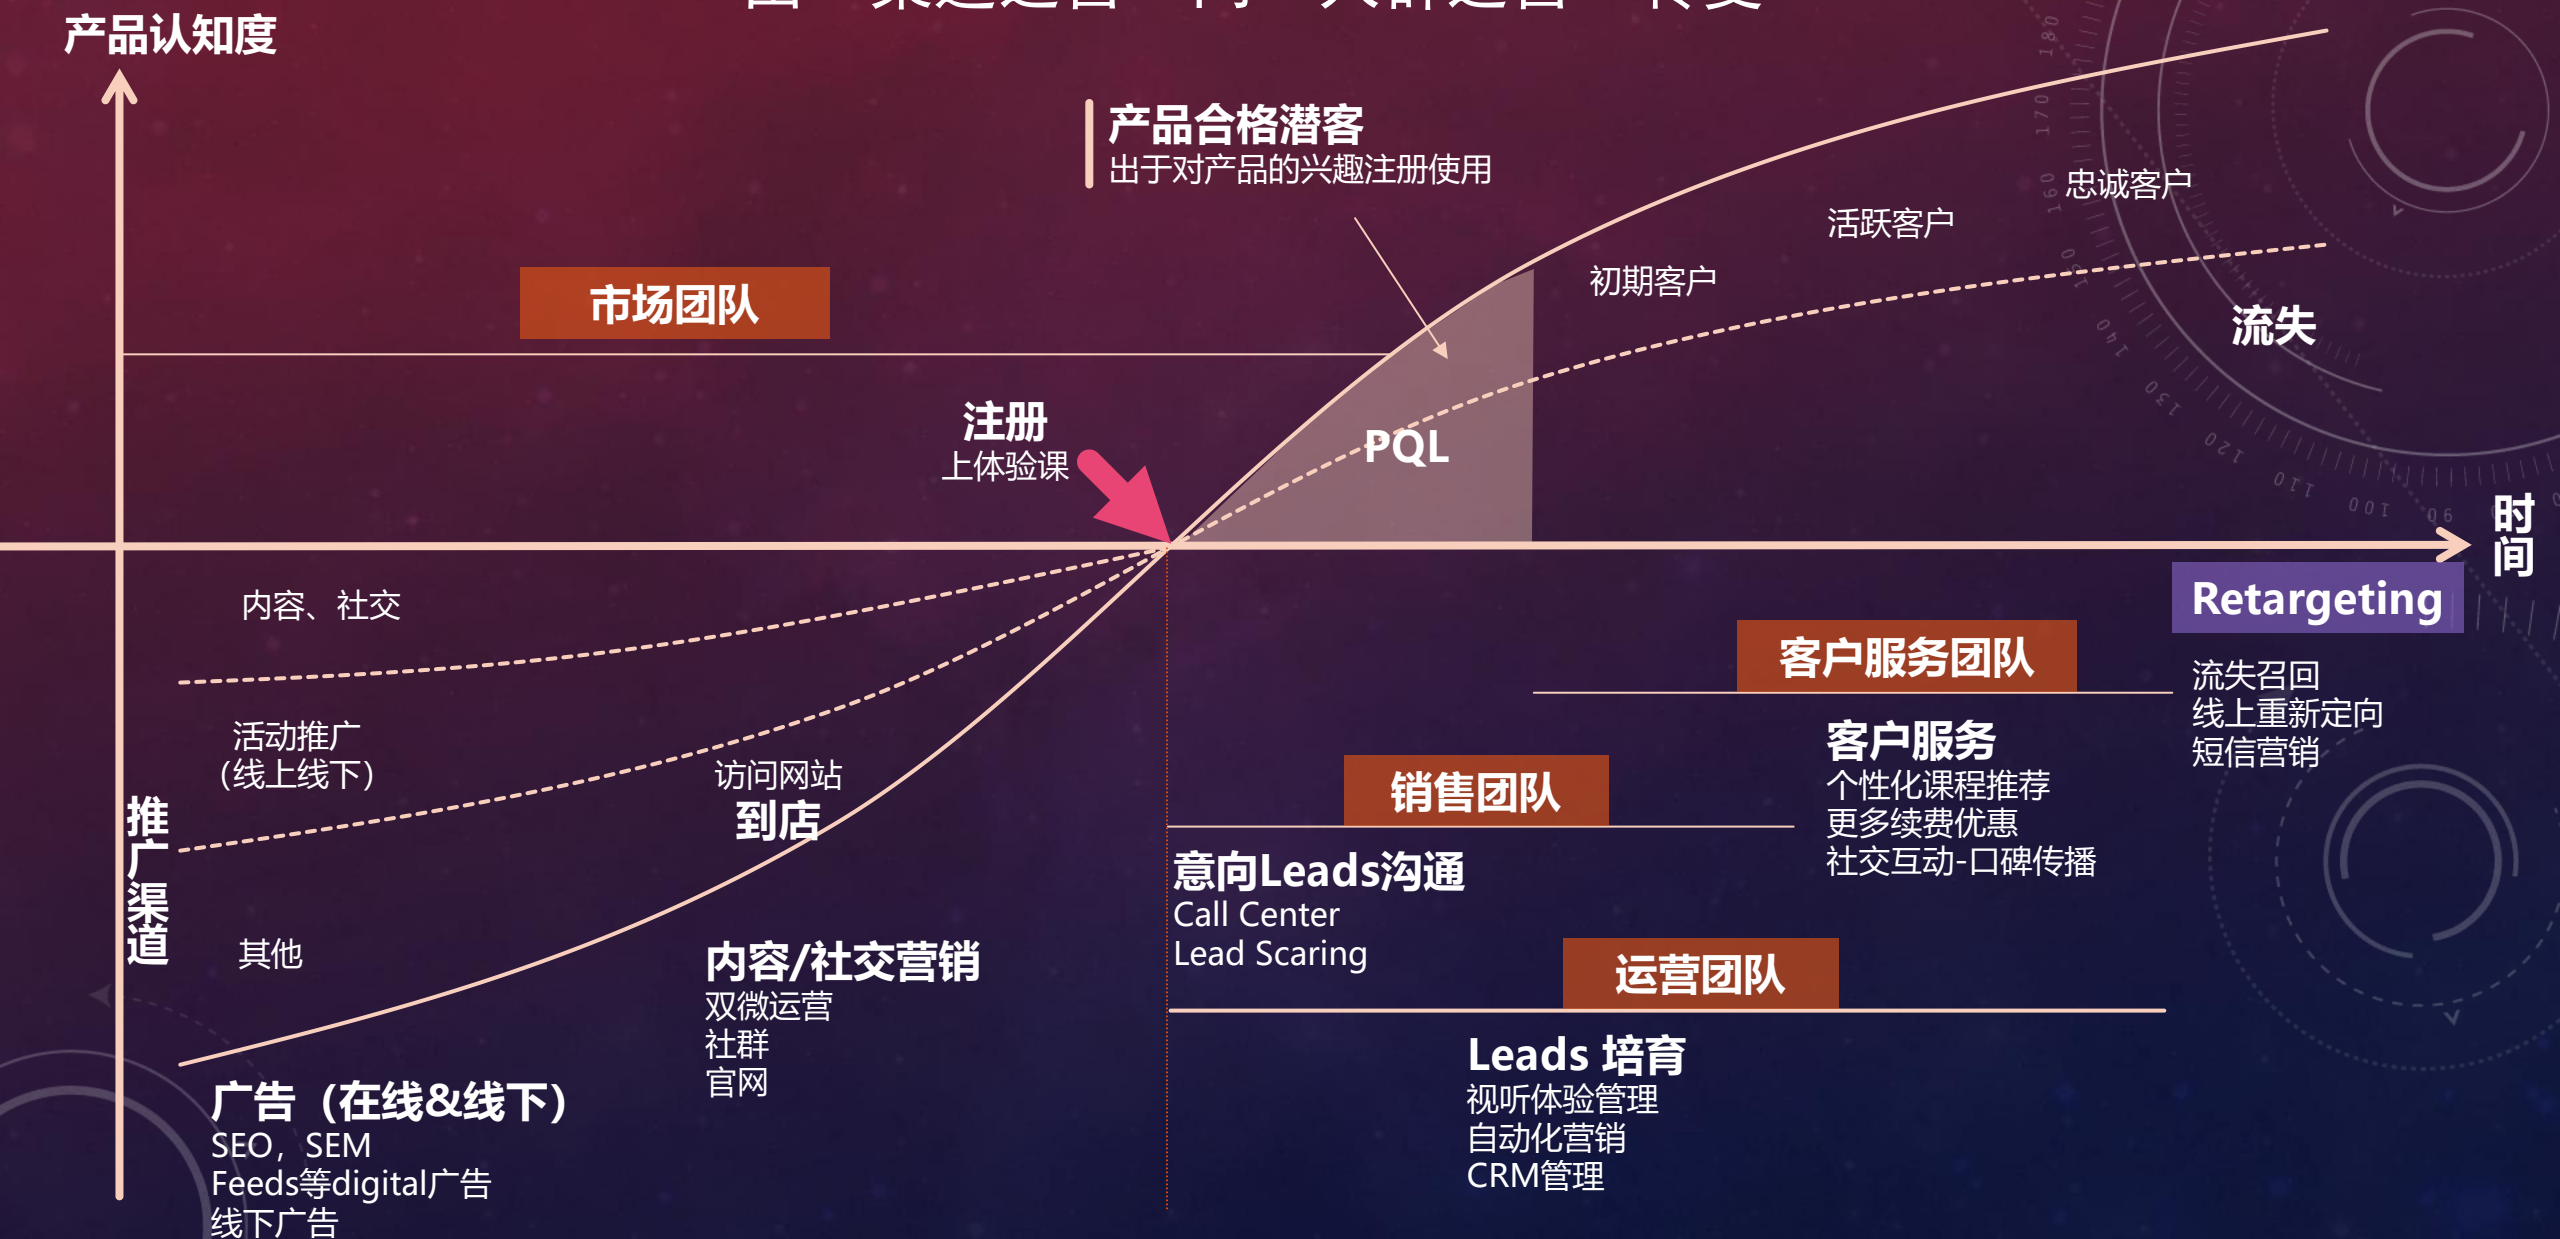 产品认知度
产品合格潜客
出于对产品的兴趣注册使用
忠诚客户
活跃客户
初期客户
市场团队
流失
注册
上体验课
PQL
时间
内容、社交
Retargeting
流失召回
线上重新定向
短信营销
客户服务团队
客户服务
个性化课程推荐
更多续费优惠
社交互动-口碑传播
活动推广
（线上线下）
访问网站
到店
销售团队
意向Leads沟通
Call Center
Lead Scaring
推广渠道
其他
内容/社交营销
双微运营
社群
官网
运营团队
Leads 培育
视听体验管理
自动化营销
CRM管理
广告（在线&线下）
SEO，SEM
Feeds等digital广告
线下广告
180
170
160
150
140
130
120
110
100
90